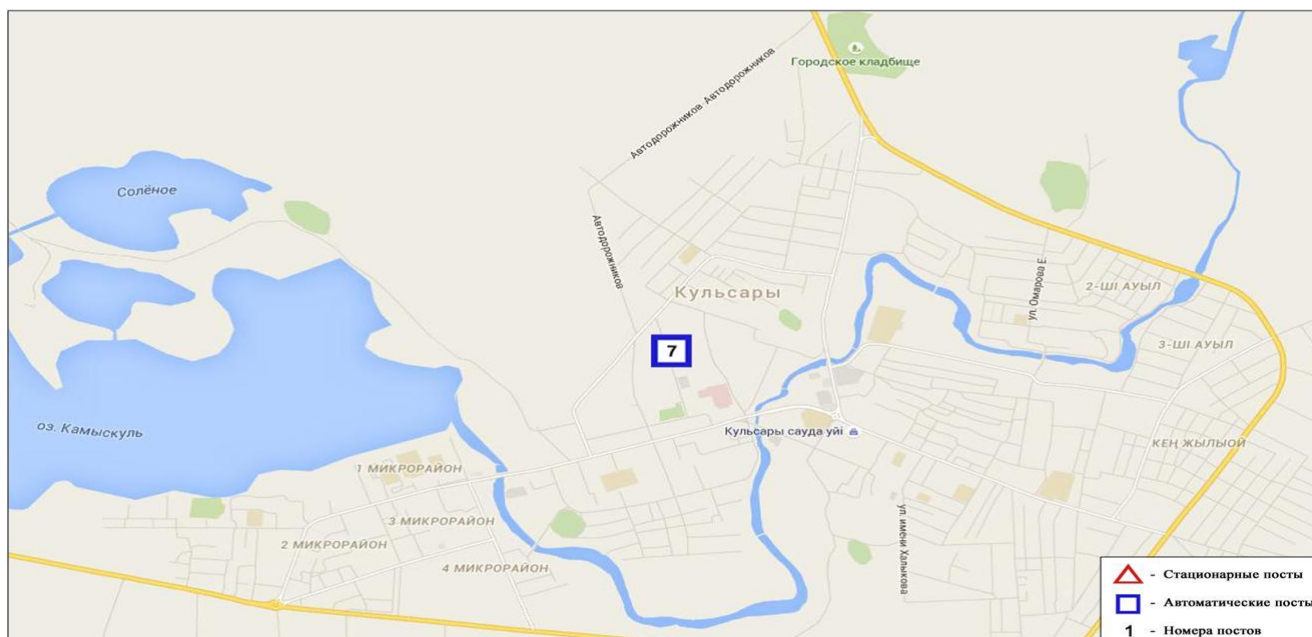 Городское кладбище
Автодорожников Автодорожников
Солёное
Автодорожников
ул. Омарова Е.
2-ШІ АУЫЛ
Кульсары
3-ШІ АУЫЛ
7
оз. Камыскуль
Кульсары сауда уйі
КЕҢ ЖЫЛЫОЙ
1 МИКРОРАЙОН
3 МИКРОРАЙОН
ул. имени Халыкова
2 МИКРОРАЙОН
4 МИКРОРАЙОН
- Стационарные посты
- Автоматические посты
1 - Номера постов